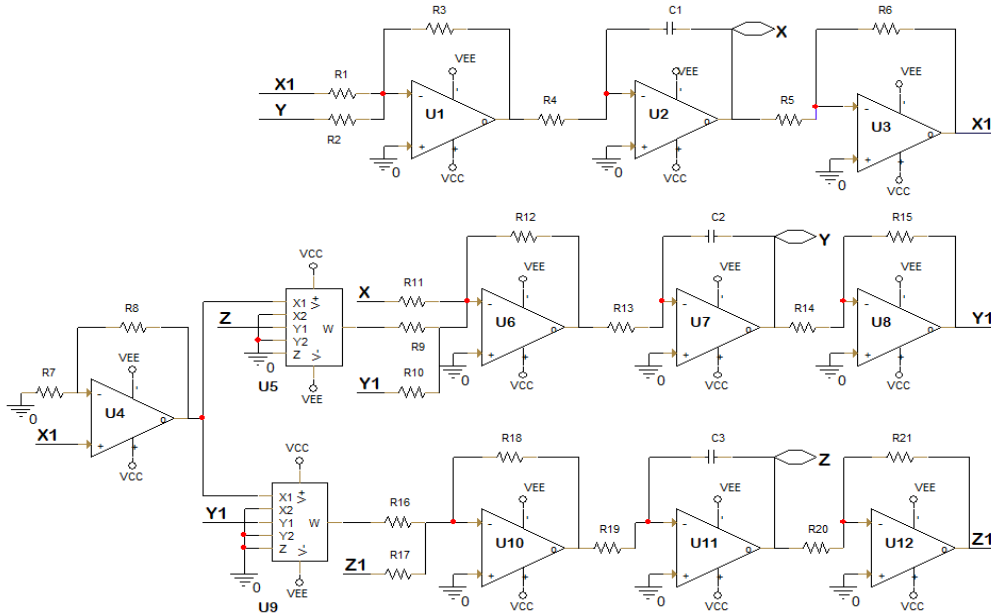 R3
C1
R6
X
VEE
VEE
VEE
X1
R1
U1
R4
U2
R5
U3
X1
Y
R2
O
O
O
0
VCC
0
VCC
0
VCC
R12
C2
R15
Y
VCC
VEE
VEE
VEE
R8
X1
X2
Y1
Y2
Z
V+
W
V-
Z
X
R11
R9
U6
R13
U7
R14
U8
Y1
O
O
O
VEE
R7
U4
O
0
0
U5
VEE
Y1
R10
0
VCC
0
VCC
0
VCC
X1
VCC
VCC
R18
C3
R21
Z
VEE
VEE
VEE
X1
X2
Y1
Y2
Z
V+
W
V-
Y1
R16
R17
Z1
U10
R19
U11
R20
U12
Z1
O
O
O
0
U9
VEE
0
VCC
0
VCC
0
VCC